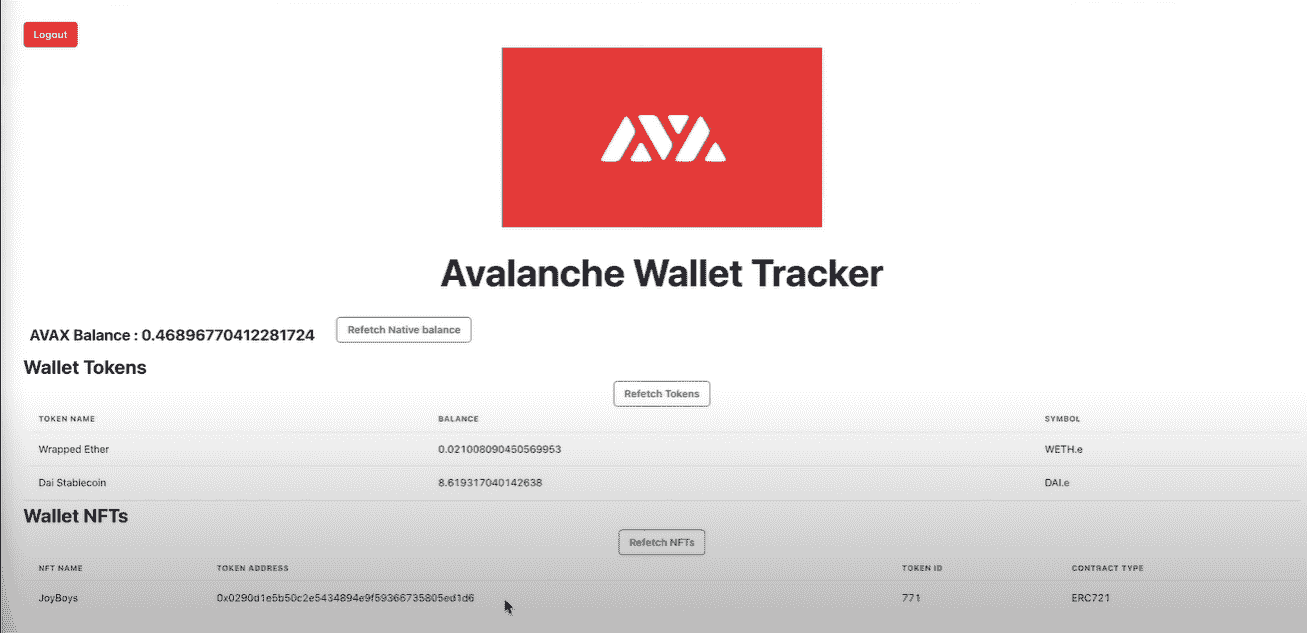 Logout
AVA
Avalanche Wallet Tracker
AVAX Balance : 0.46896770412281724 Refetch Native balance
Wallet Tokens
Refetch Tokens
TOKEN NAME BALANCE SYMBOL
Wrapped Ether 0.021008090450569953 WETH.e
Dai Stablecoin 8.619317040142638 DAI.e
Wallet NFTs
Refetch NFTs
NFT NAME TOKEN ADDRESS TOKEN ID CONTRACT TYPE
JoyBoys 0x0290d1e5b50c2e5434894e9f59366735805ed1d6 771 ERC721